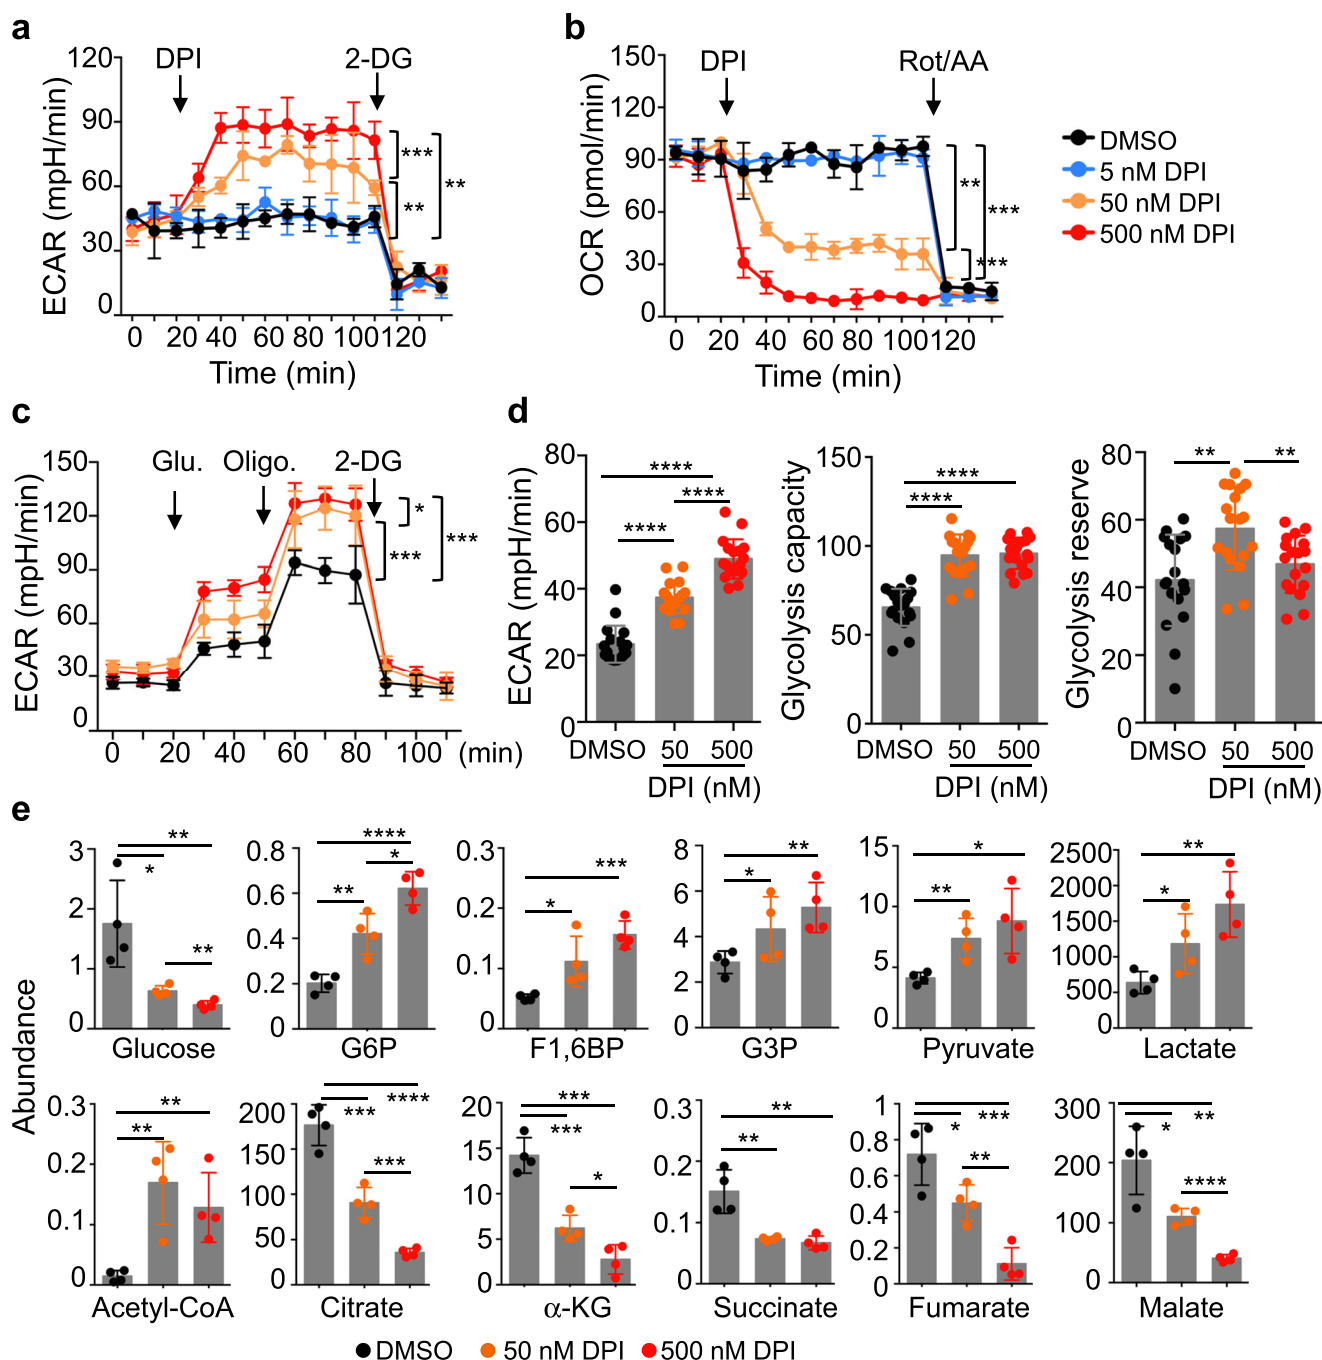 a
DPI
2-DG
120
90
60
30
0
ECAR (mpH/min)
***
**
**
0 20 40 60 80 100 120
Time (min)
b
DPI
Rot/AA
150
120
90
60
30
0
OCR (pmol/min)
**
***
***
0 20 40 60 80 100 120
Time (min)
DMSO
5 nM DPI
50 nM DPI
500 nM DPI
c
Glu.
Oligo.
2-DG
150
120
90
60
30
0
ECAR (mpH/min)
*
***
***
0 20 40 60 80 100 (min)
d
80
60
40
20
0
ECAR (mpH/min)
****
****
****
DMSO 50 500
DPI (nM)
150
100
50
0
Glycolysis capacity
****
****
DMSO 50 500
DPI (nM)
80
60
40
20
0
Glycolysis reserve
**
**
DMSO 50 500
DPI (nM)
e
Abundance
3
2
1
0
**
*
**
Glucose
0.8
0.6
0.4
0.2
0
****
*
**
G6P
0.3
0.2
0.1
0
***
*
F1,6BP
8
6
4
2
0
**
*
G3P
15
10
5
0
*
**
Pyruvate
2500
2000
1500
1000
500
0
**
*
Lactate
0.3
0.2
0.1
0
**
**
Acetyl-CoA
200
150
100
50
0
****
***
***
Citrate
20
15
10
5
0
***
***
*
α-KG
0.3
0.2
0.1
0
**
**
Succinate
1
0.8
0.6
0.4
0.2
0
***
*
**
Fumarate
300
200
100
0
**
*
****
Malate
DMSO 50 nM DPI 500 nM DPI